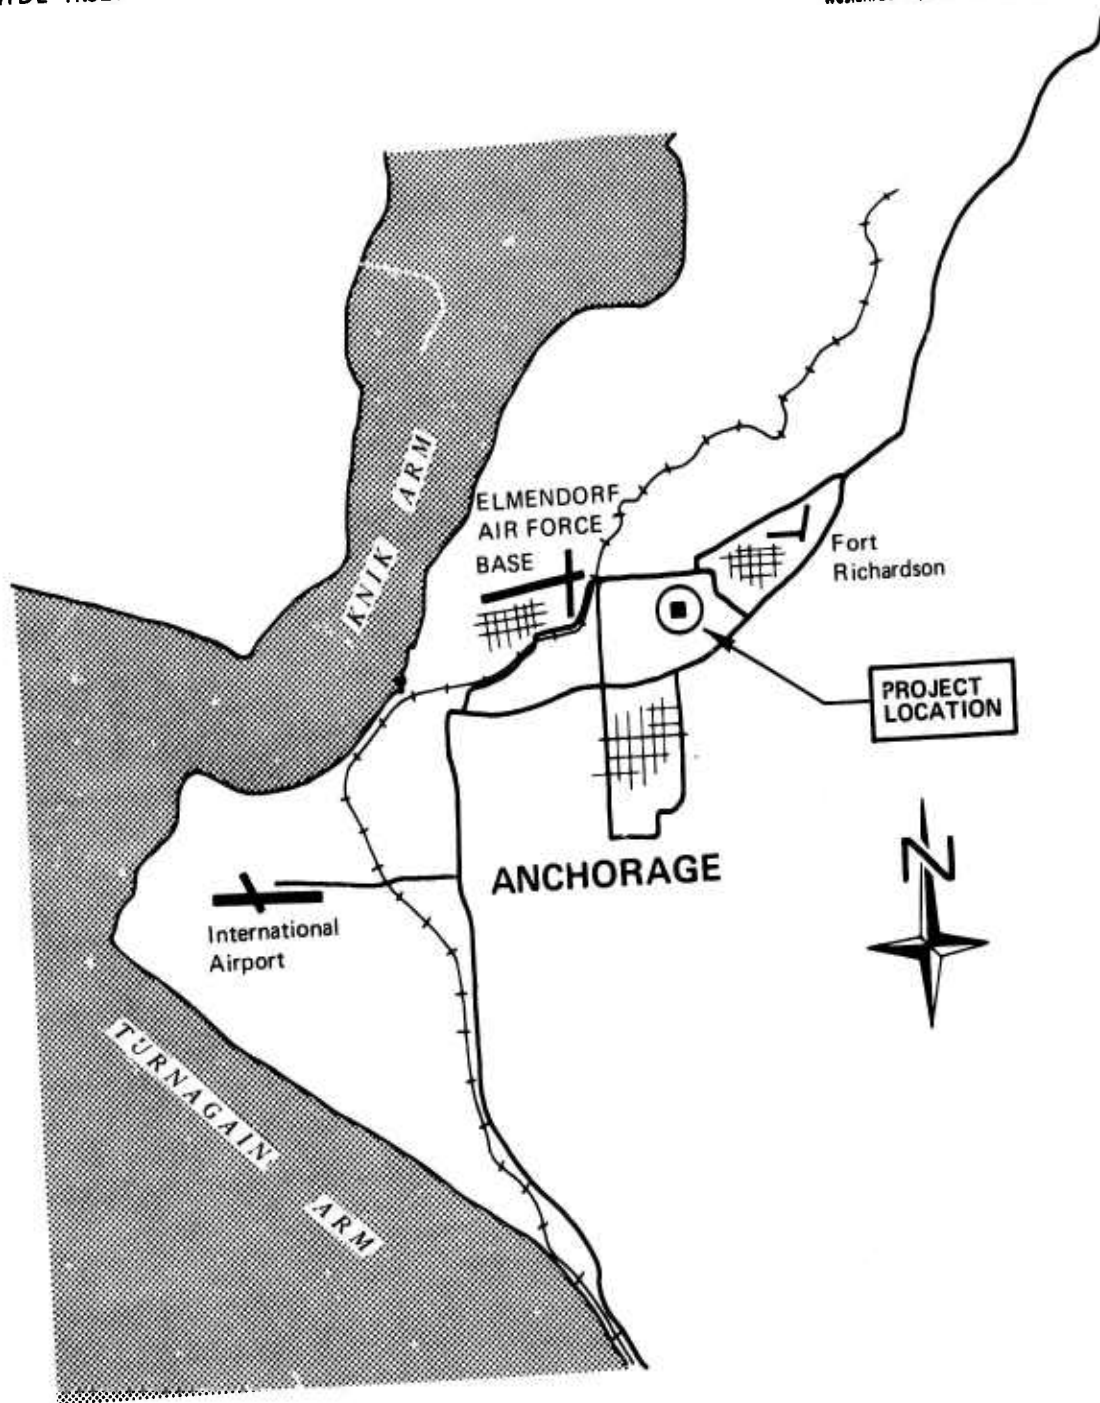 KNIK ARM
ELMENDORF
AIR FORCE
BASE
Fort
Richardson
PROJECT
LOCATION
N
ANCHORAGE
International
Airport
TURNAGAIN ARM